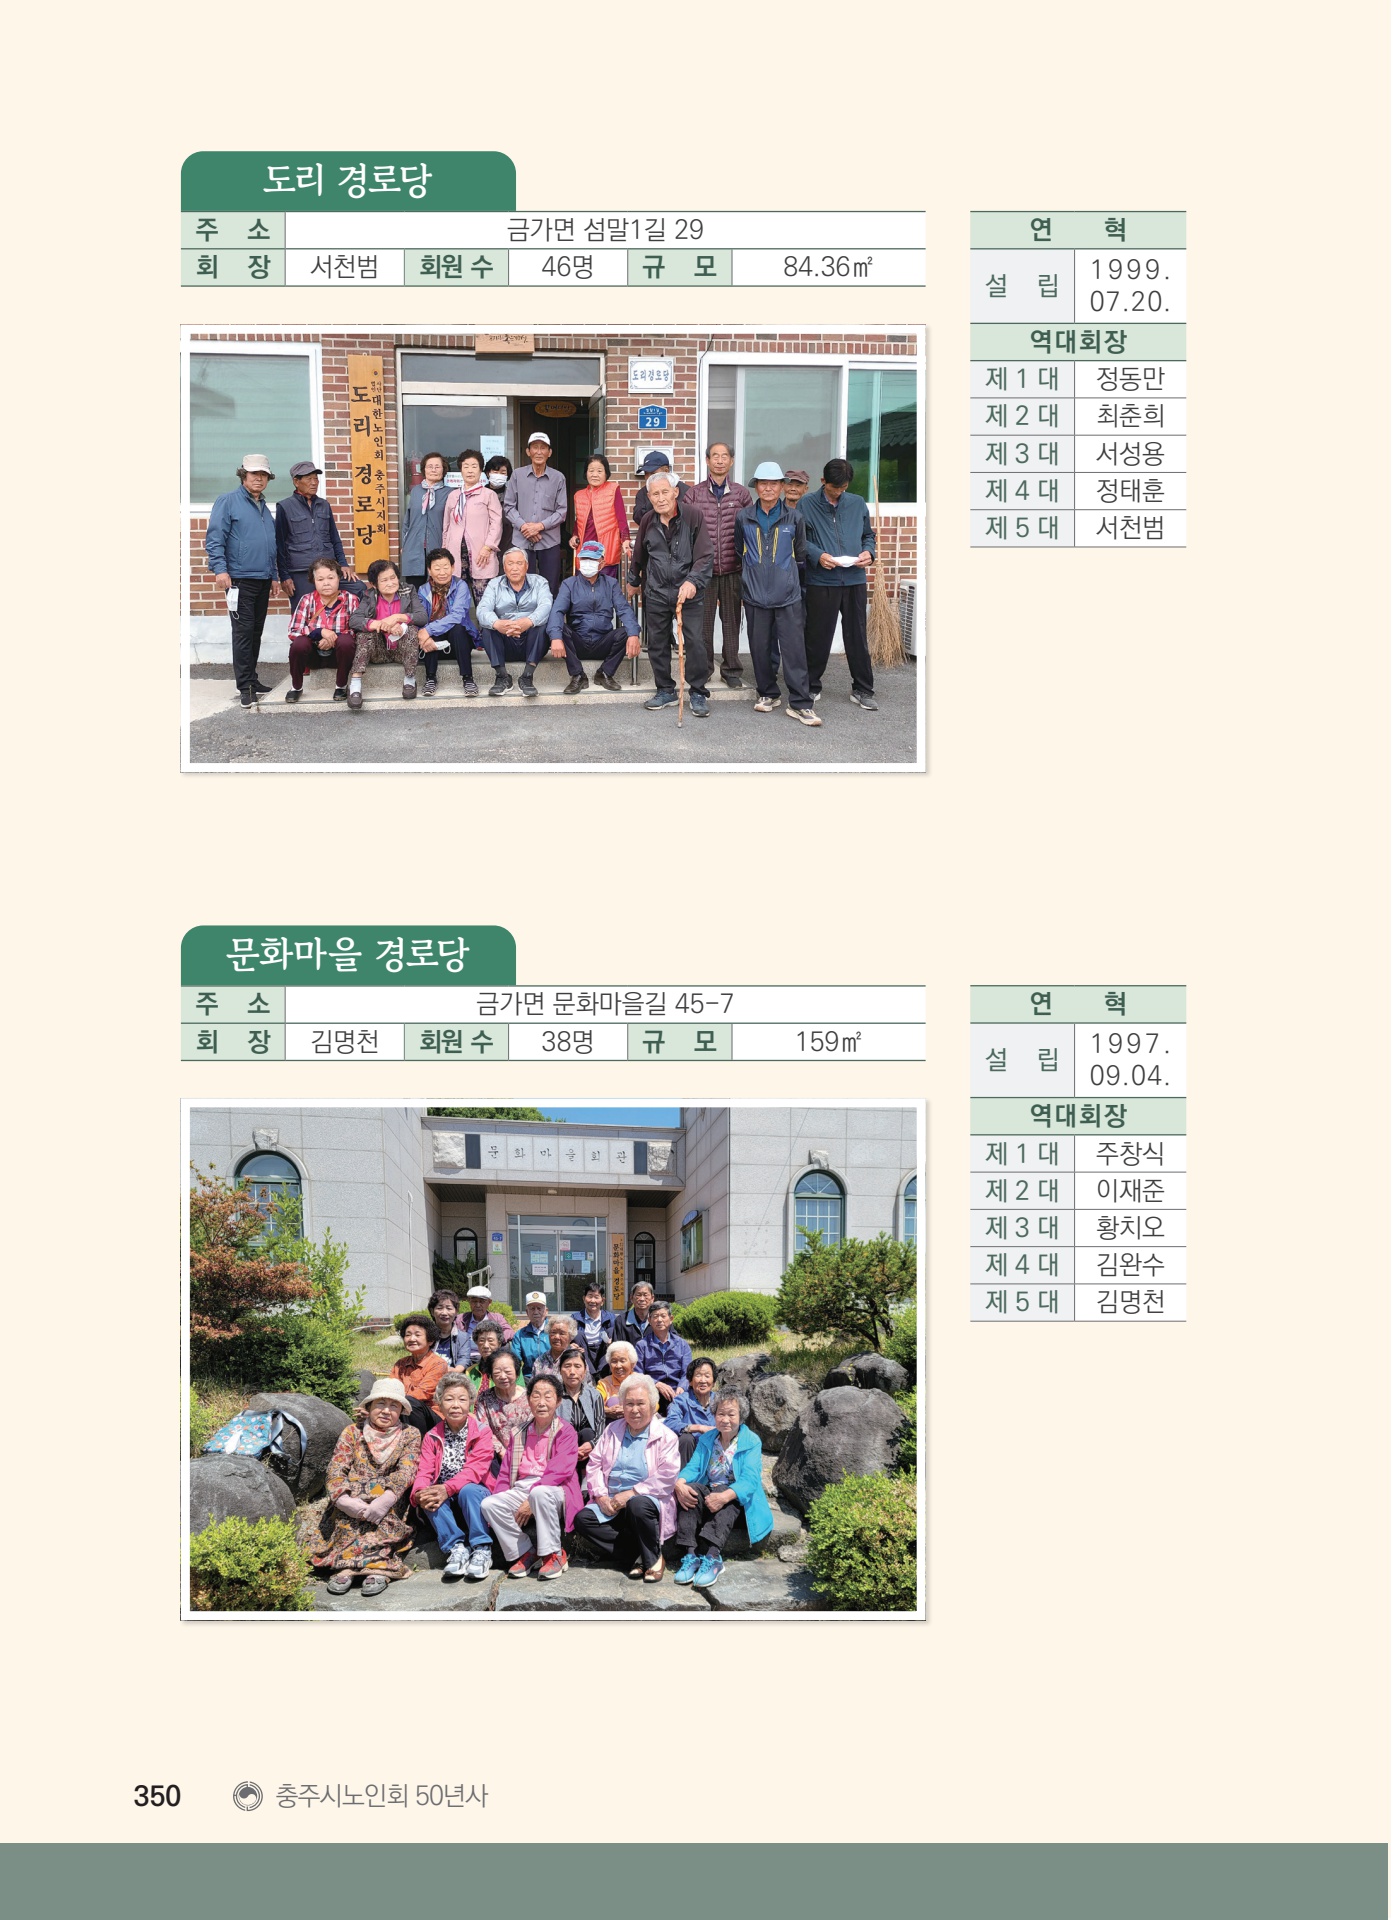 도리 경로당
주 소 금가면 섬말1길 29
회 장 서천범 회원 수 46명 규 모 84.36㎡
연 혁
설 립 1999.
07.20.
역대회장
제 1 대 정동만
제 2 대 최춘희
제 3 대 서성용
제 4 대 정태훈
제 5 대 서천범
대한노인회 충주시지회
도리 경로당
도리경로당
29
문화마을 경로당
주 소 금가면 문화마을길 45-7
회 장 김명천 회원 수 38명 규 모 159㎡
연 혁
설 립 1997.
09.04.
역대회장
제 1 대 주창식
제 2 대 이재준
제 3 대 황치오
제 4 대 김완수
제 5 대 김명천
문화마을회관
문화마을 경로당
350 충주시노인회 50년사